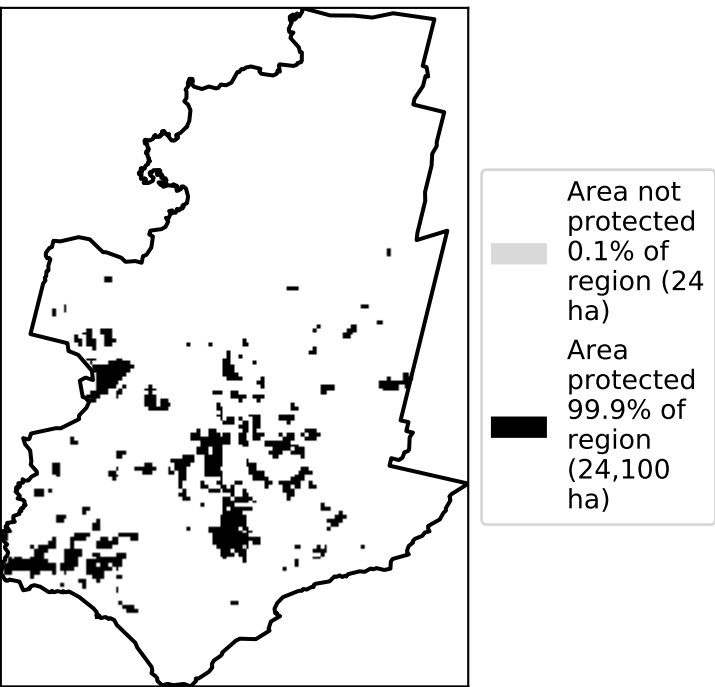 Area not
protected
0.1% of
region (24
ha)
Area
protected
99.9% of
region
(24,100
ha)